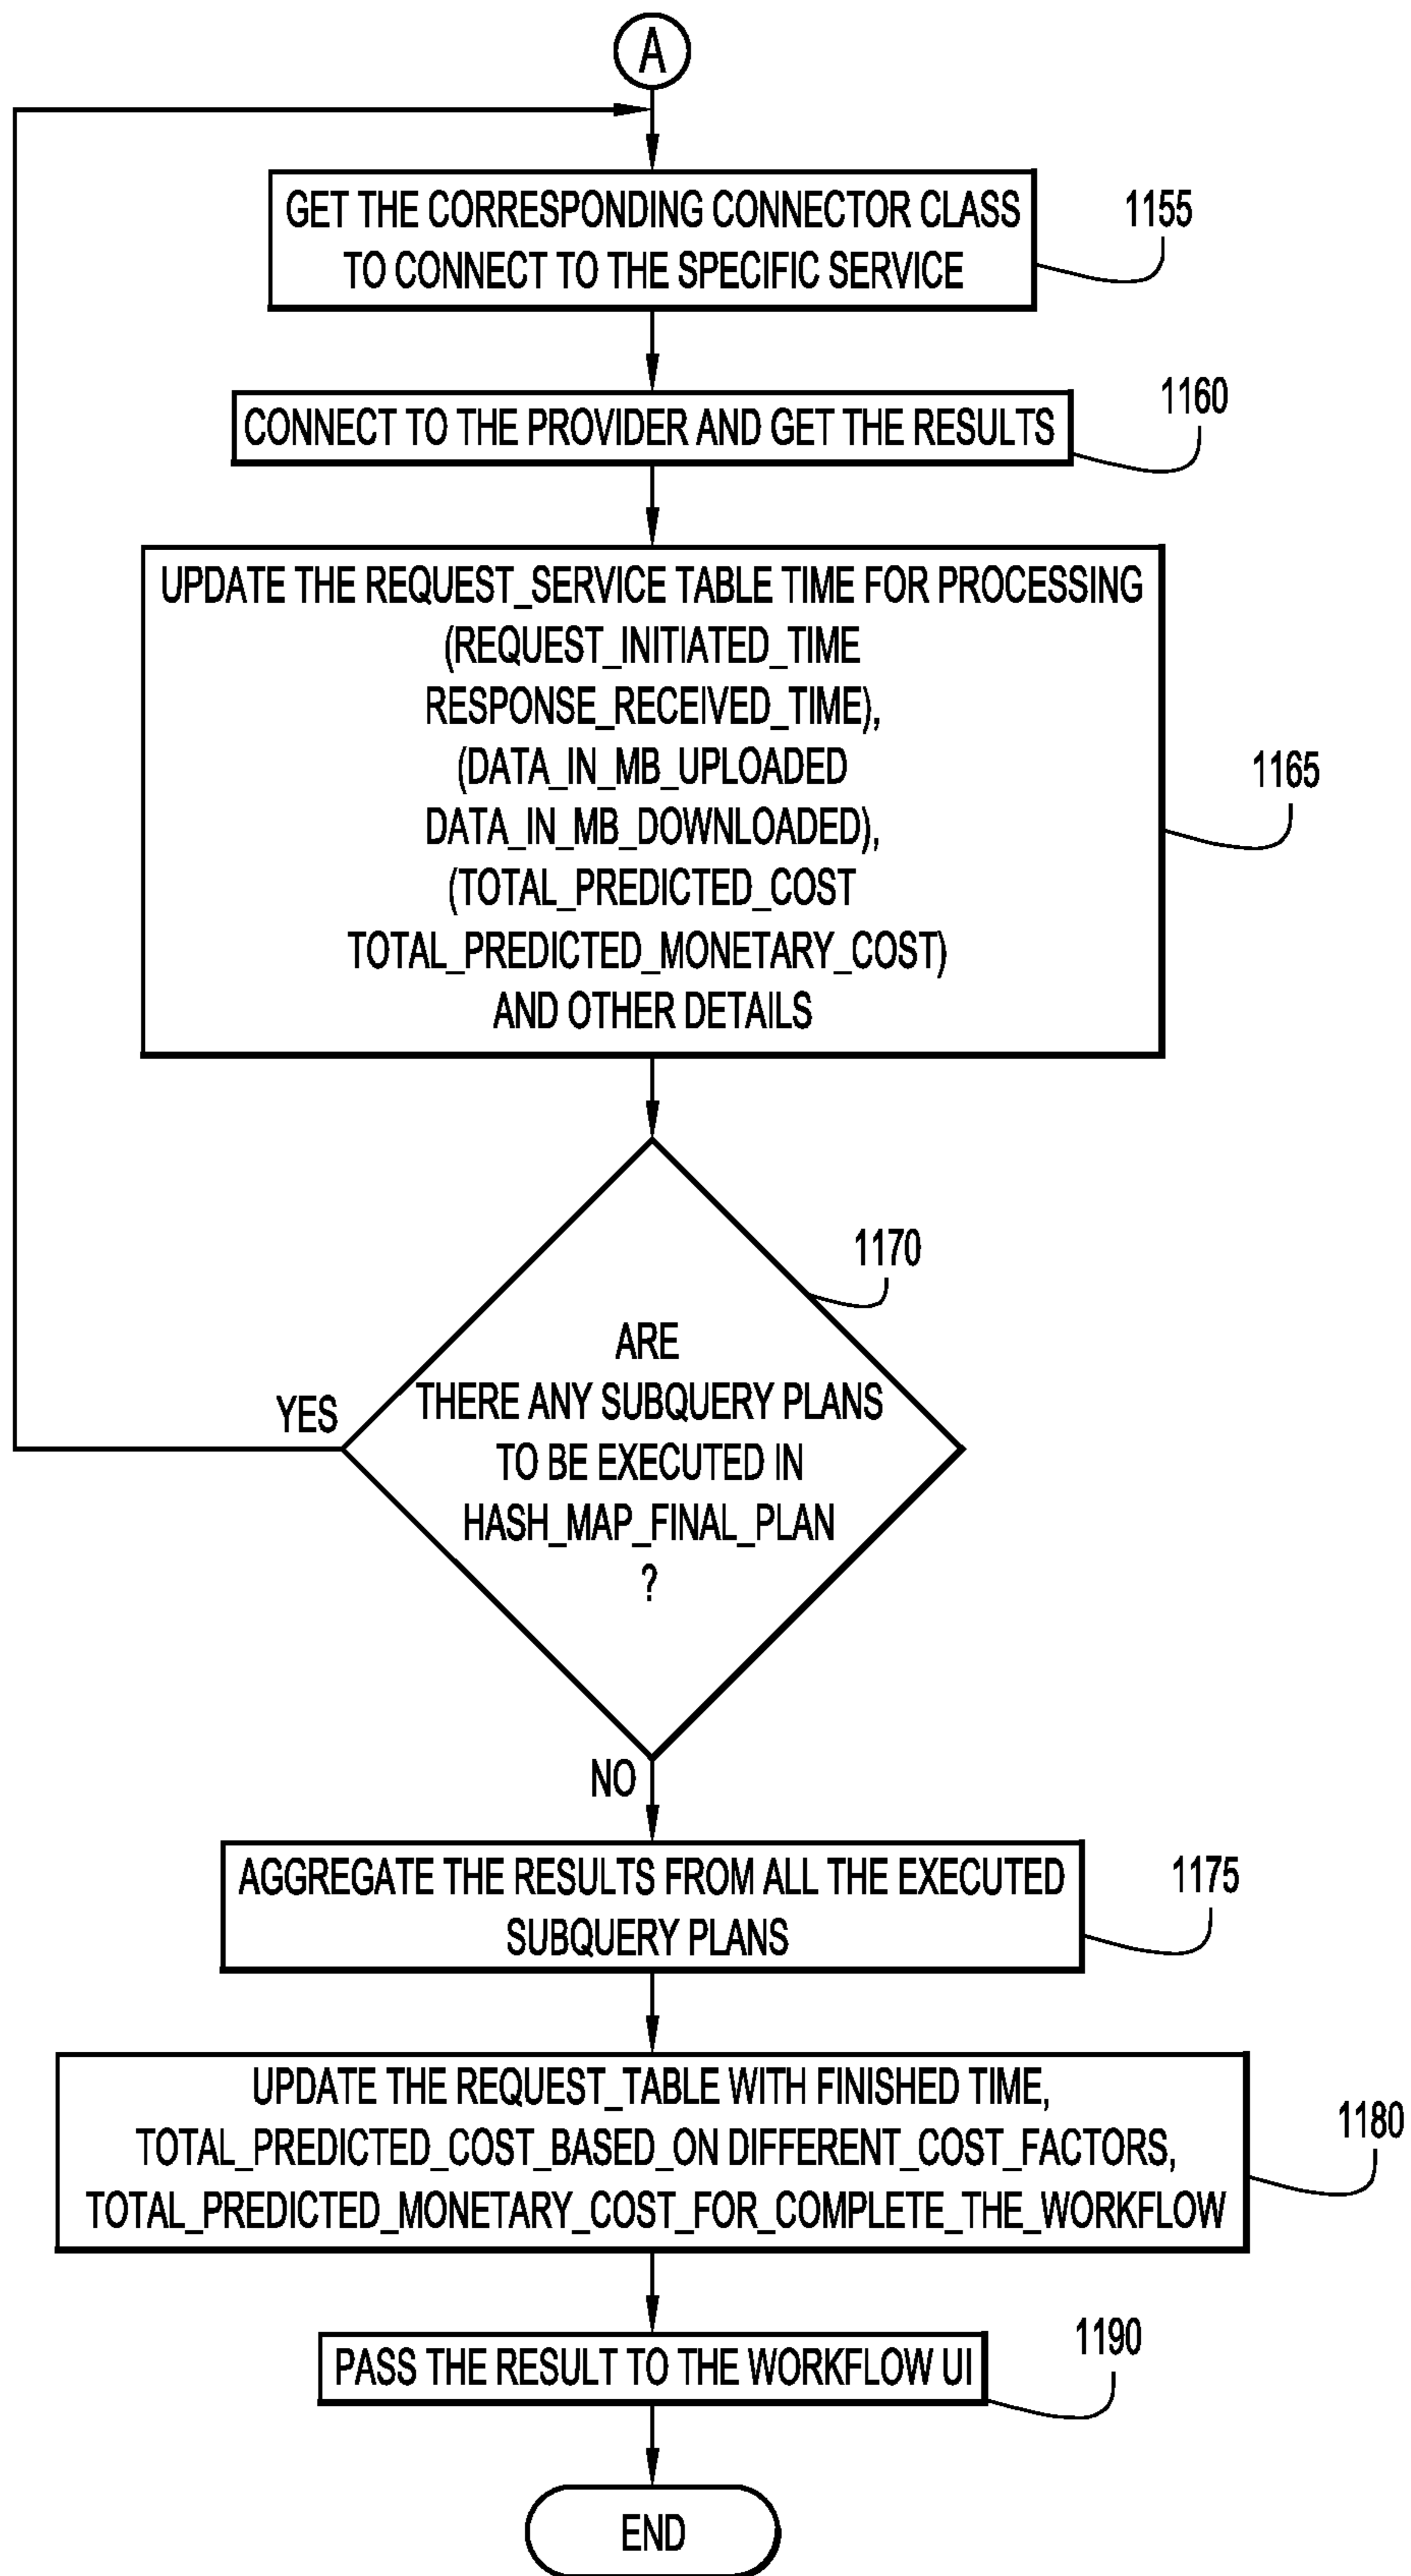 A
GET THE CORRESPONDING CONNECTOR CLASS
TO CONNECT TO THE SPECIFIC SERVICE
1155
CONNECT TO THE PROVIDER AND GET THE RESULTS
1160
UPDATE THE REQUEST_SERVICE TABLE TIME FOR PROCESSING
(REQUEST_INITIATED_TIME
RESPONSE_RECEIVED_TIME),
(DATA_IN_MB_UPLOADED
DATA_IN_MB_DOWNLOADED),
(TOTAL_PREDICTED_COST
TOTAL_PREDICTED_MONETARY_COST)
AND OTHER DETAILS
1165
1170
ARE
THERE ANY SUBQUERY PLANS
TO BE EXECUTED IN
HASH_MAP_FINAL_PLAN
?
YES
NO
AGGREGATE THE RESULTS FROM ALL THE EXECUTED
SUBQUERY PLANS
1175
UPDATE THE REQUEST_TABLE WITH FINISHED TIME,
TOTAL_PREDICTED_COST_BASED_ON DIFFERENT_COST_FACTORS,
TOTAL_PREDICTED_MONETARY_COST_FOR_COMPLETE_THE_WORKFLOW
1180
PASS THE RESULT TO THE WORKFLOW UI
1190
END